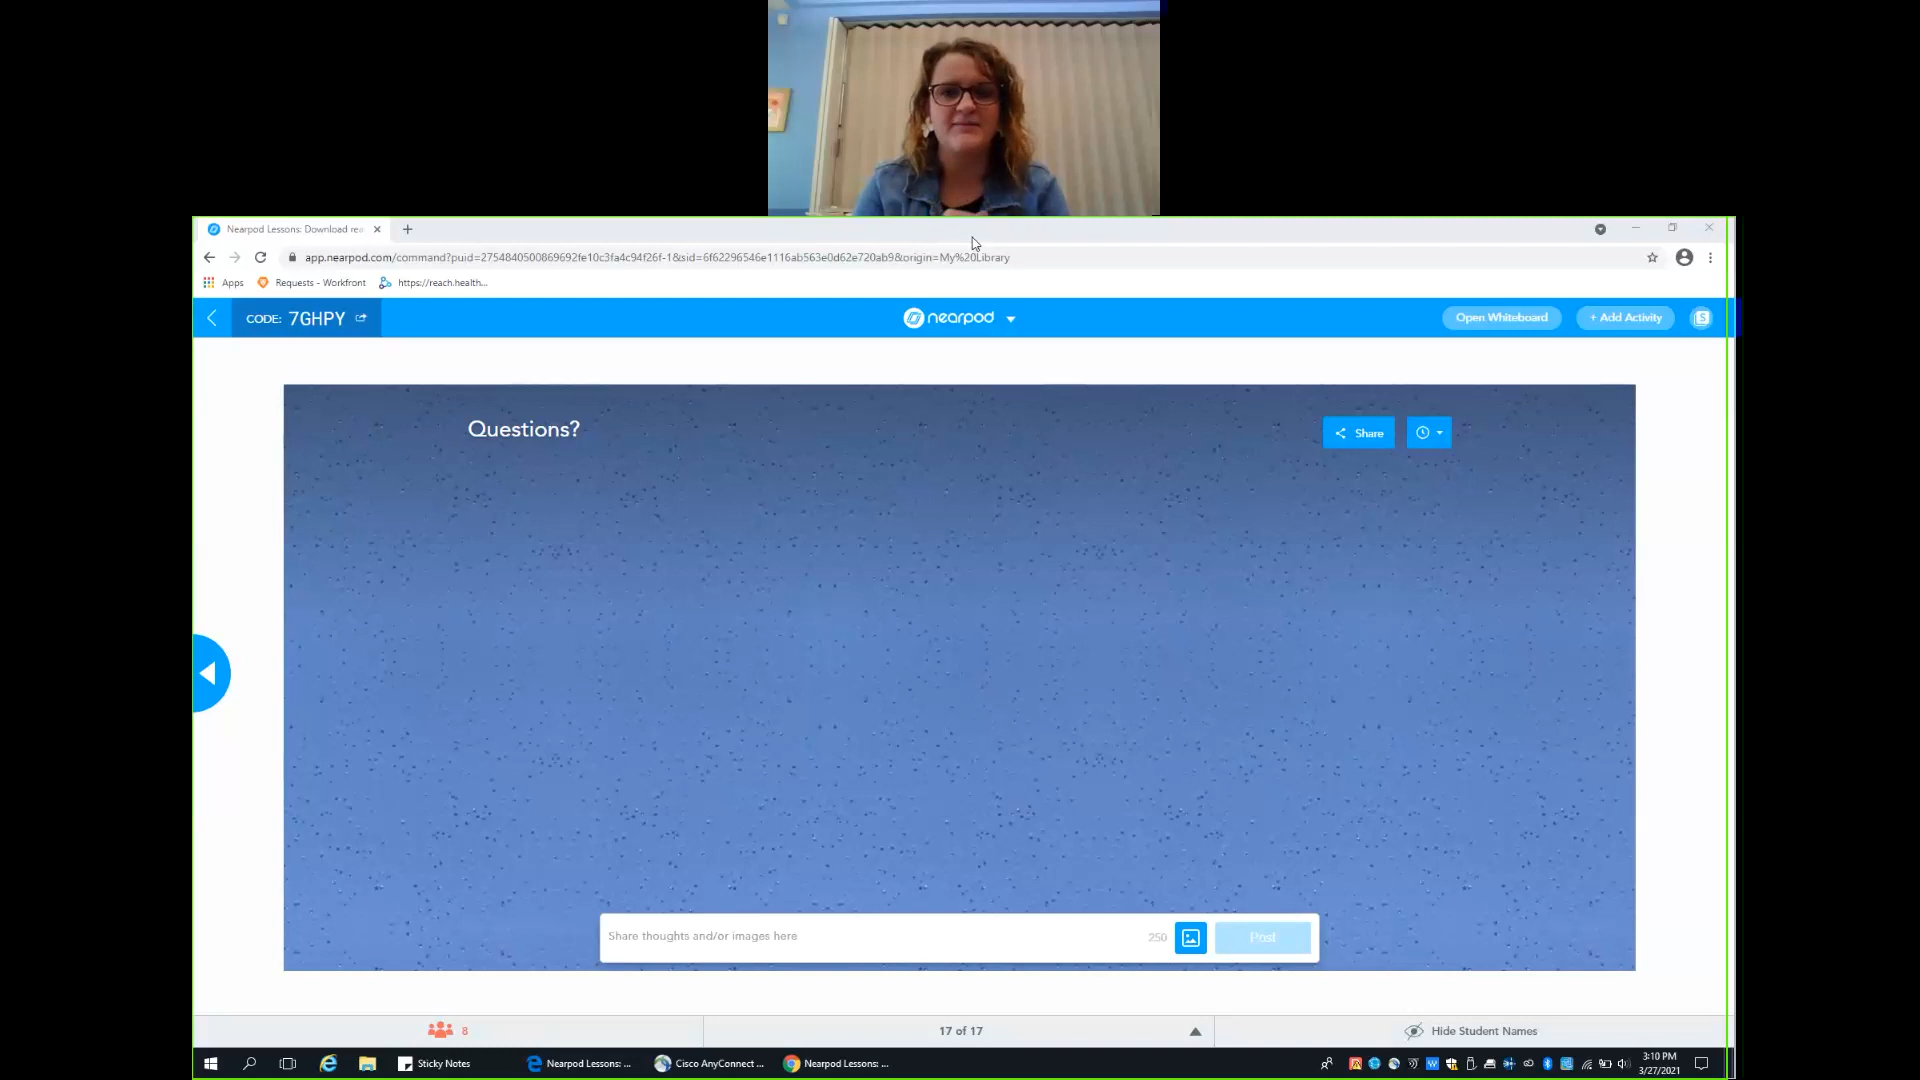 Nearpod Lessons: Download rea
app.nearpod.com/command?puid=2754840500869692fe10c3fa4c94f26f-1&sid=6f62296546e1116ab563e0d62e720ab9&origin=My%20Library
Apps Requests - Workfront https://reach.health...
CODE: 7GHPY nearpod Open Whiteboard + Add Activity S
Questions? Share
Share thoughts and/or images here 250 Post
8 17 of 17 Hide Student Names
Sticky Notes Nearpod Lessons: ... Cisco AnyConnect ... Nearpod Lessons: ... 3:10 PM
3/27/2021